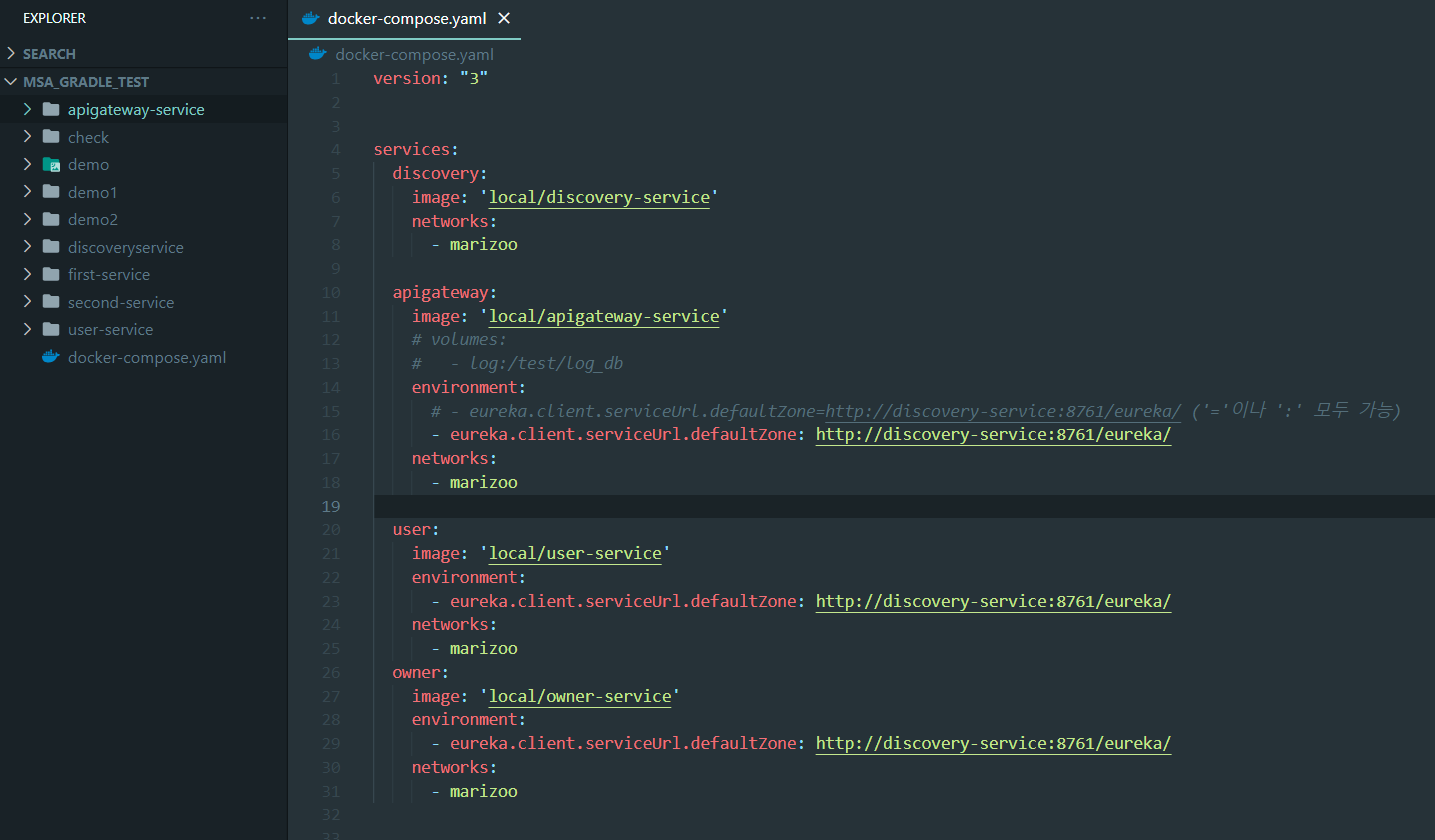 EXPLORER
···
SEARCH
MSA_GRADLE_TEST
apigateway-service
check
demo
demo1
demo2
discoveryservice
first-service
second-service
user-service
docker-compose.yaml
docker-compose.yaml
docker-compose.yaml
1 version: "3"
2
3
4 services:
5   discovery:
6     image: 'local/discovery-service'
7     networks:
8       - marizoo
9
10   apigateway:
11     image: 'local/apigateway-service'
12     # volumes:
13     #   - log:/test/log_db
14     environment:
15       # - eureka.client.serviceUrl.defaultZone=http://discovery-service:8761/eureka/ ('='이나 ':' 모두 가능)
16       - eureka.client.serviceUrl.defaultZone: http://discovery-service:8761/eureka/
17     networks:
18       - marizoo
19
20   user:
21     image: 'local/user-service'
22     environment:
23       - eureka.client.serviceUrl.defaultZone: http://discovery-service:8761/eureka/
24     networks:
25       - marizoo
26   owner:
27     image: 'local/owner-service'
28     environment:
29       - eureka.client.serviceUrl.defaultZone: http://discovery-service:8761/eureka/
30     networks:
31       - marizoo
32
33